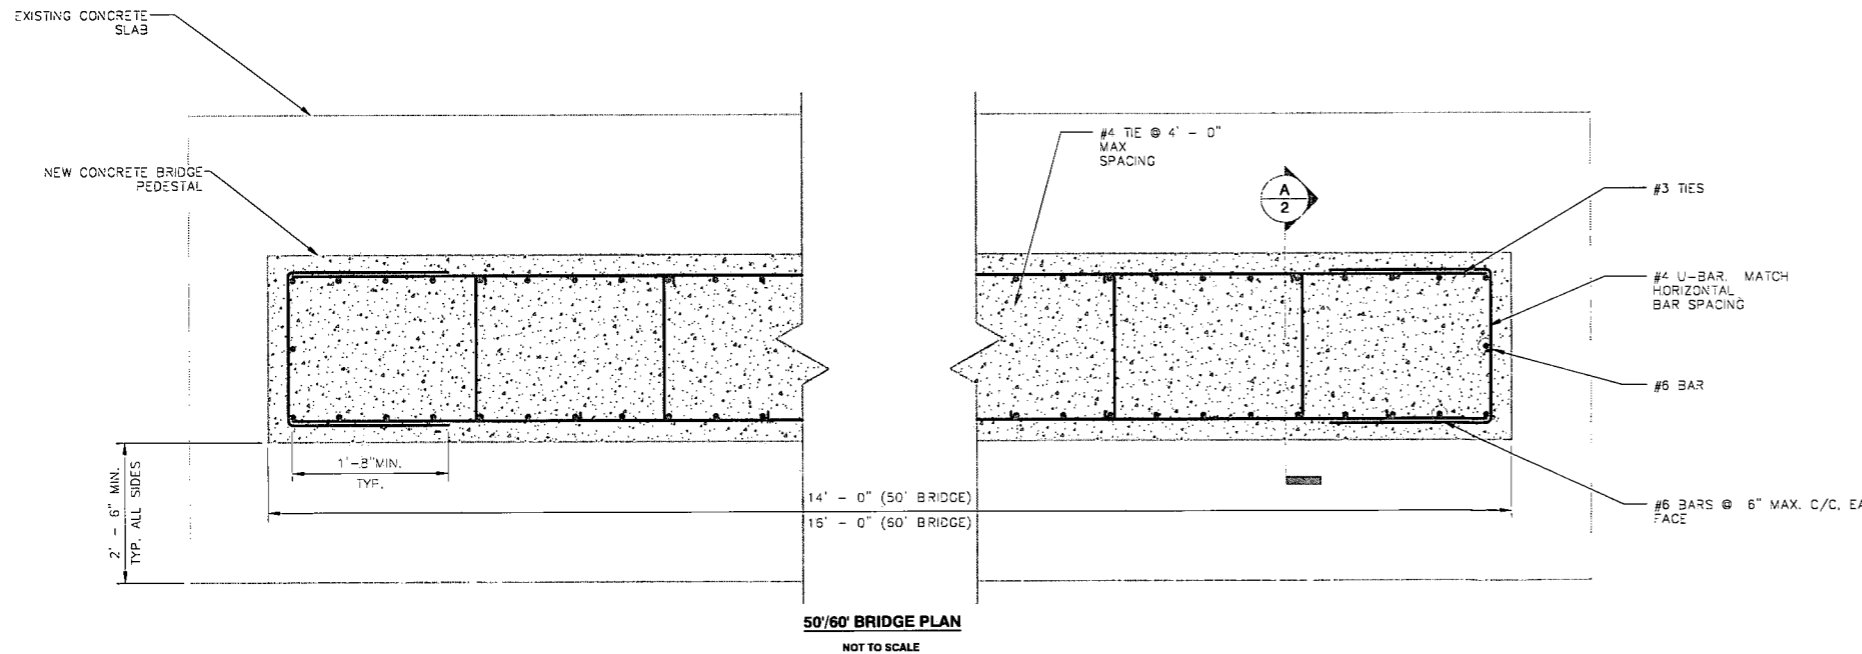 EXISTING CONCRETE
SLAB
NEW CONCRETE BRIDGE
PEDESTAL
#4 TIE @ 4' - 0"
MAX
SPACING
A
2
#3 TIES
#4 U-BAR. MATCH
HORIZONTAL
BAR SPACING
#6 BAR
#6 BARS @ 6" MAX. C/C, EA
FACE
1'-8"MIN.
TYP.
2' - 6" MIN.
TYP. ALL SIDES
14' - 0" (50' BRIDGE)
16' - 0" (60' BRIDGE)
50'/60' BRIDGE PLAN
NOT TO SCALE